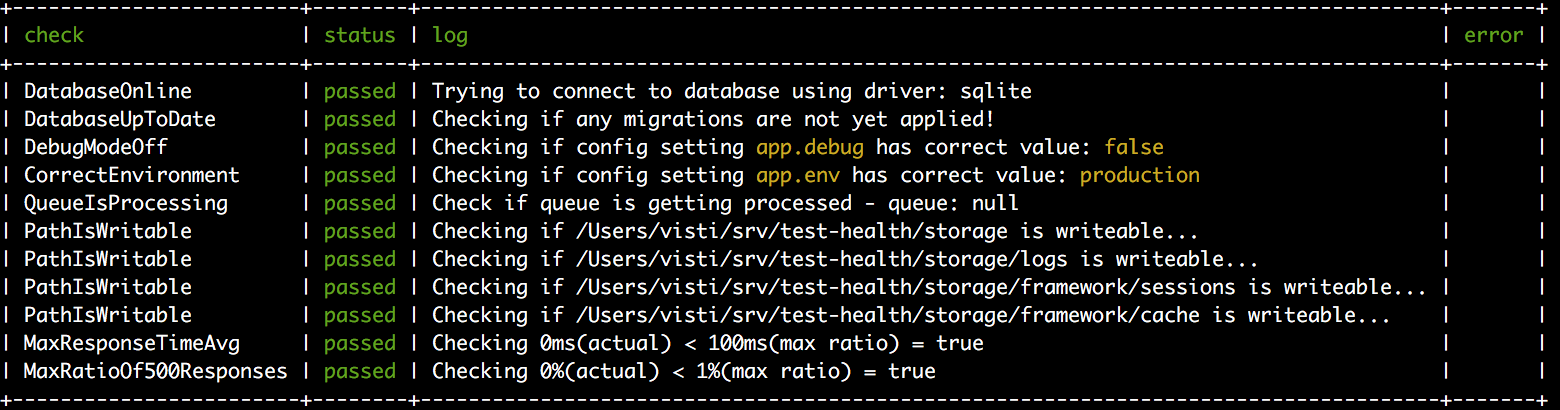 +------------------------+--------+--------------------------------------------------------------------------------------+-------+
| check                  | status | log                                                                                  | error |
+------------------------+--------+--------------------------------------------------------------------------------------+-------+
| DatabaseOnline         | passed | Trying to connect to database using driver: sqlite                                   |       |
| DatabaseUpToDate       | passed | Checking if any migrations are not yet applied!                                      |       |
| DebugModeOff           | passed | Checking if config setting app.debug has correct value: false                        |       |
| CorrectEnvironment     | passed | Checking if config setting app.env has correct value: production                     |       |
| QueueIsProcessing      | passed | Check if queue is getting processed - queue: null                                    |       |
| PathIsWritable         | passed | Checking if /Users/visti/srv/test-health/storage is writeable...                     |       |
| PathIsWritable         | passed | Checking if /Users/visti/srv/test-health/storage/logs is writeable...                |       |
| PathIsWritable         | passed | Checking if /Users/visti/srv/test-health/storage/framework/sessions is writeable...  |       |
| PathIsWritable         | passed | Checking if /Users/visti/srv/test-health/storage/framework/cache is writeable...     |       |
| MaxResponseTimeAvg     | passed | Checking 0ms(actual) < 100ms(max ratio) = true                                       |       |
| MaxRatioOf500Responses | passed | Checking 0%(actual) < 1%(max ratio) = true                                           |       |
+------------------------+--------+--------------------------------------------------------------------------------------+-------+